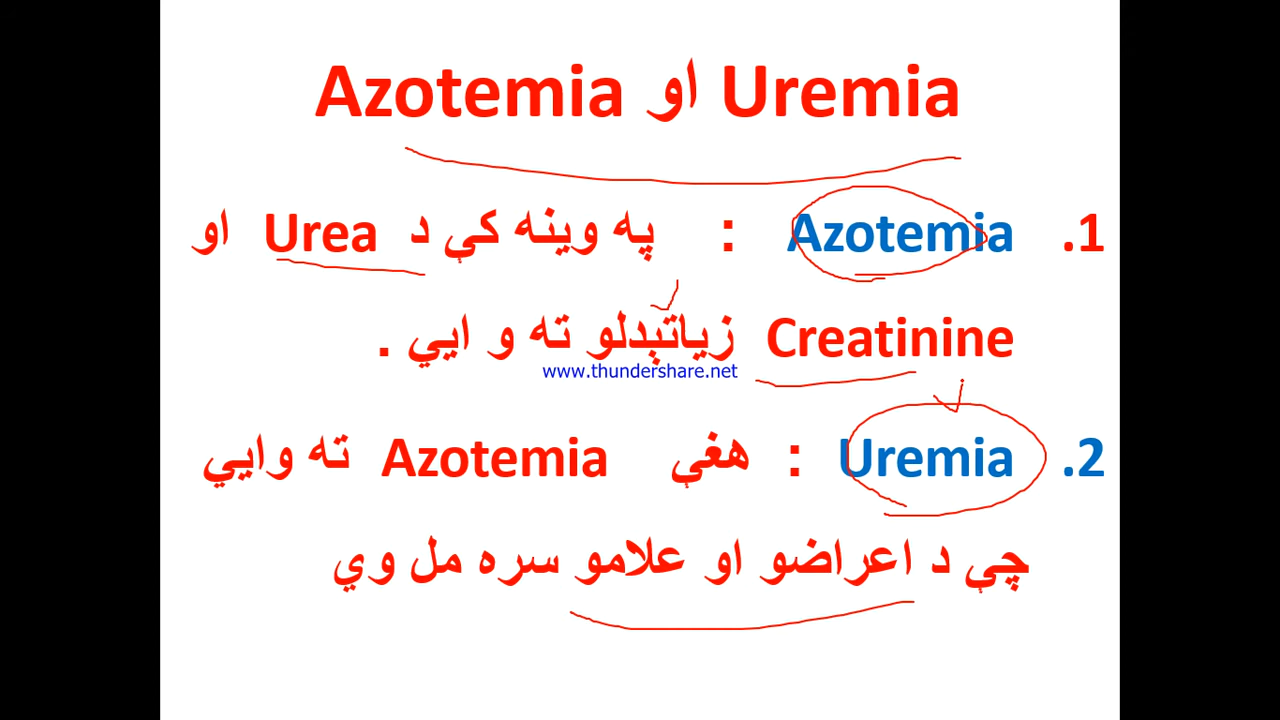 Azotemia او Uremia
.1 Azotemia : په وينه کې د Urea او
Creatinine زياتېدلو ته و ايي .
www.thundershare.net
.2 Uremia : هغې Azotemia ته وايي
چې د اعراضو او علامو سره مل وي